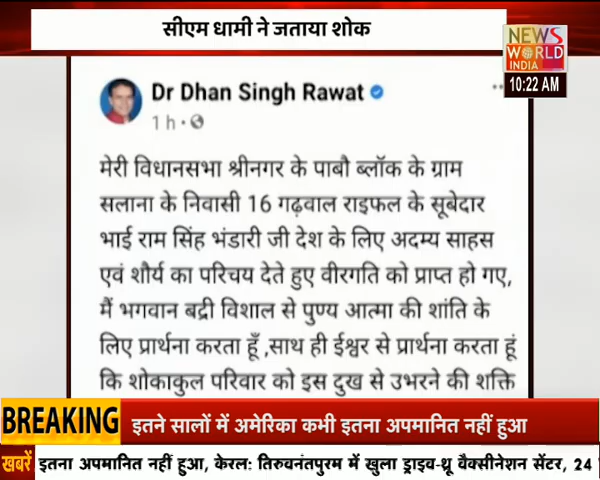 सीएम धामी ने जताया शोक
NEWS
WORLD
INDIA
10:22 AM
Dr Dhan Singh Rawat
1 h
मेरी विधानसभा श्रीनगर के पाबौ ब्लॉक के ग्राम
सलाना के निवासी 16 गढ़वाल राइफल के सूबेदार
भाई राम सिंह भंडारी जी देश के लिए अदम्य साहस
एवं शौर्य का परिचय देते हुए वीरगति को प्राप्त हो गए,
मैं भगवान बद्री विशाल से पुण्य आत्मा की शांति के
लिए प्रार्थना करता हूँ ,साथ ही ईश्वर से प्रार्थना करता हूं
कि शोकाकुल परिवार को इस दुख से उभरने की शक्ति
BREAKING
इतने सालों में अमेरिका कभी इतना अपमानित नहीं हुआ
खबरें
इतना अपमानित नहीं हुआ, केरल: तिरुवनंतपुरम में खुला ड्राइव-थ्रू वैक्सीनेशन सेंटर, 24